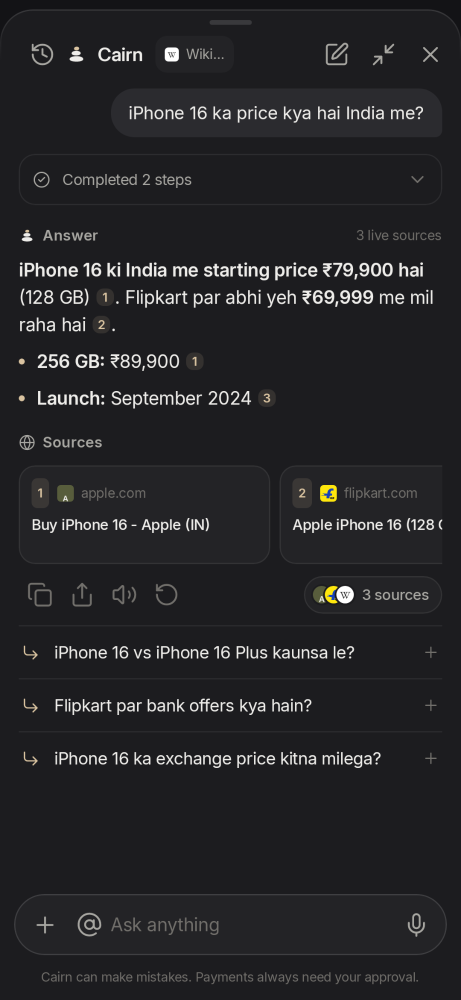 Cairn
Wiki...
iPhone 16 ka price kya hai India me?
Completed 2 steps
Answer
3 live sources
iPhone 16 ki India me starting price ₹79,900 hai
(128 GB) 1. Flipkart par abhi yeh ₹69,999 me mil
raha hai 2.
• 256 GB: ₹89,900 1
• Launch: September 2024 3
Sources
1 A apple.com
Buy iPhone 16 - Apple (IN)
2 flipkart.com
Apple iPhone 16 (128 G
A W 3 sources
iPhone 16 vs iPhone 16 Plus kaunsa le?
Flipkart par bank offers kya hain?
iPhone 16 ka exchange price kitna milega?
Ask anything
Cairn can make mistakes. Payments always need your approval.